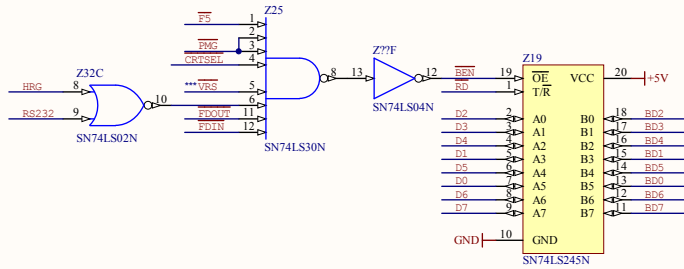 Z25
F5 1
2
PMG 3
CRTSEL 4
***VRS 5
6
FDOUT 11
FDIN 12
8
SN74LS30N
Z32C
HRG 8
RS232 9
10
SN74LS02N
Z??F
13 12
SN74LS04N
Z19
BEN 19 OE VCC 20 +5V
RD 1 T/R
D2 2 A0 B0 18 BD2
D3 3 A1 B1 17 BD3
D4 4 A2 B2 16 BD4
D1 5 A3 B3 15 BD1
D5 6 A4 B4 14 BD5
D0 7 A5 B5 13 BD0
D6 8 A6 B6 12 BD6
D7 9 A7 B7 11 BD7
GND 10 GND
SN74LS245N